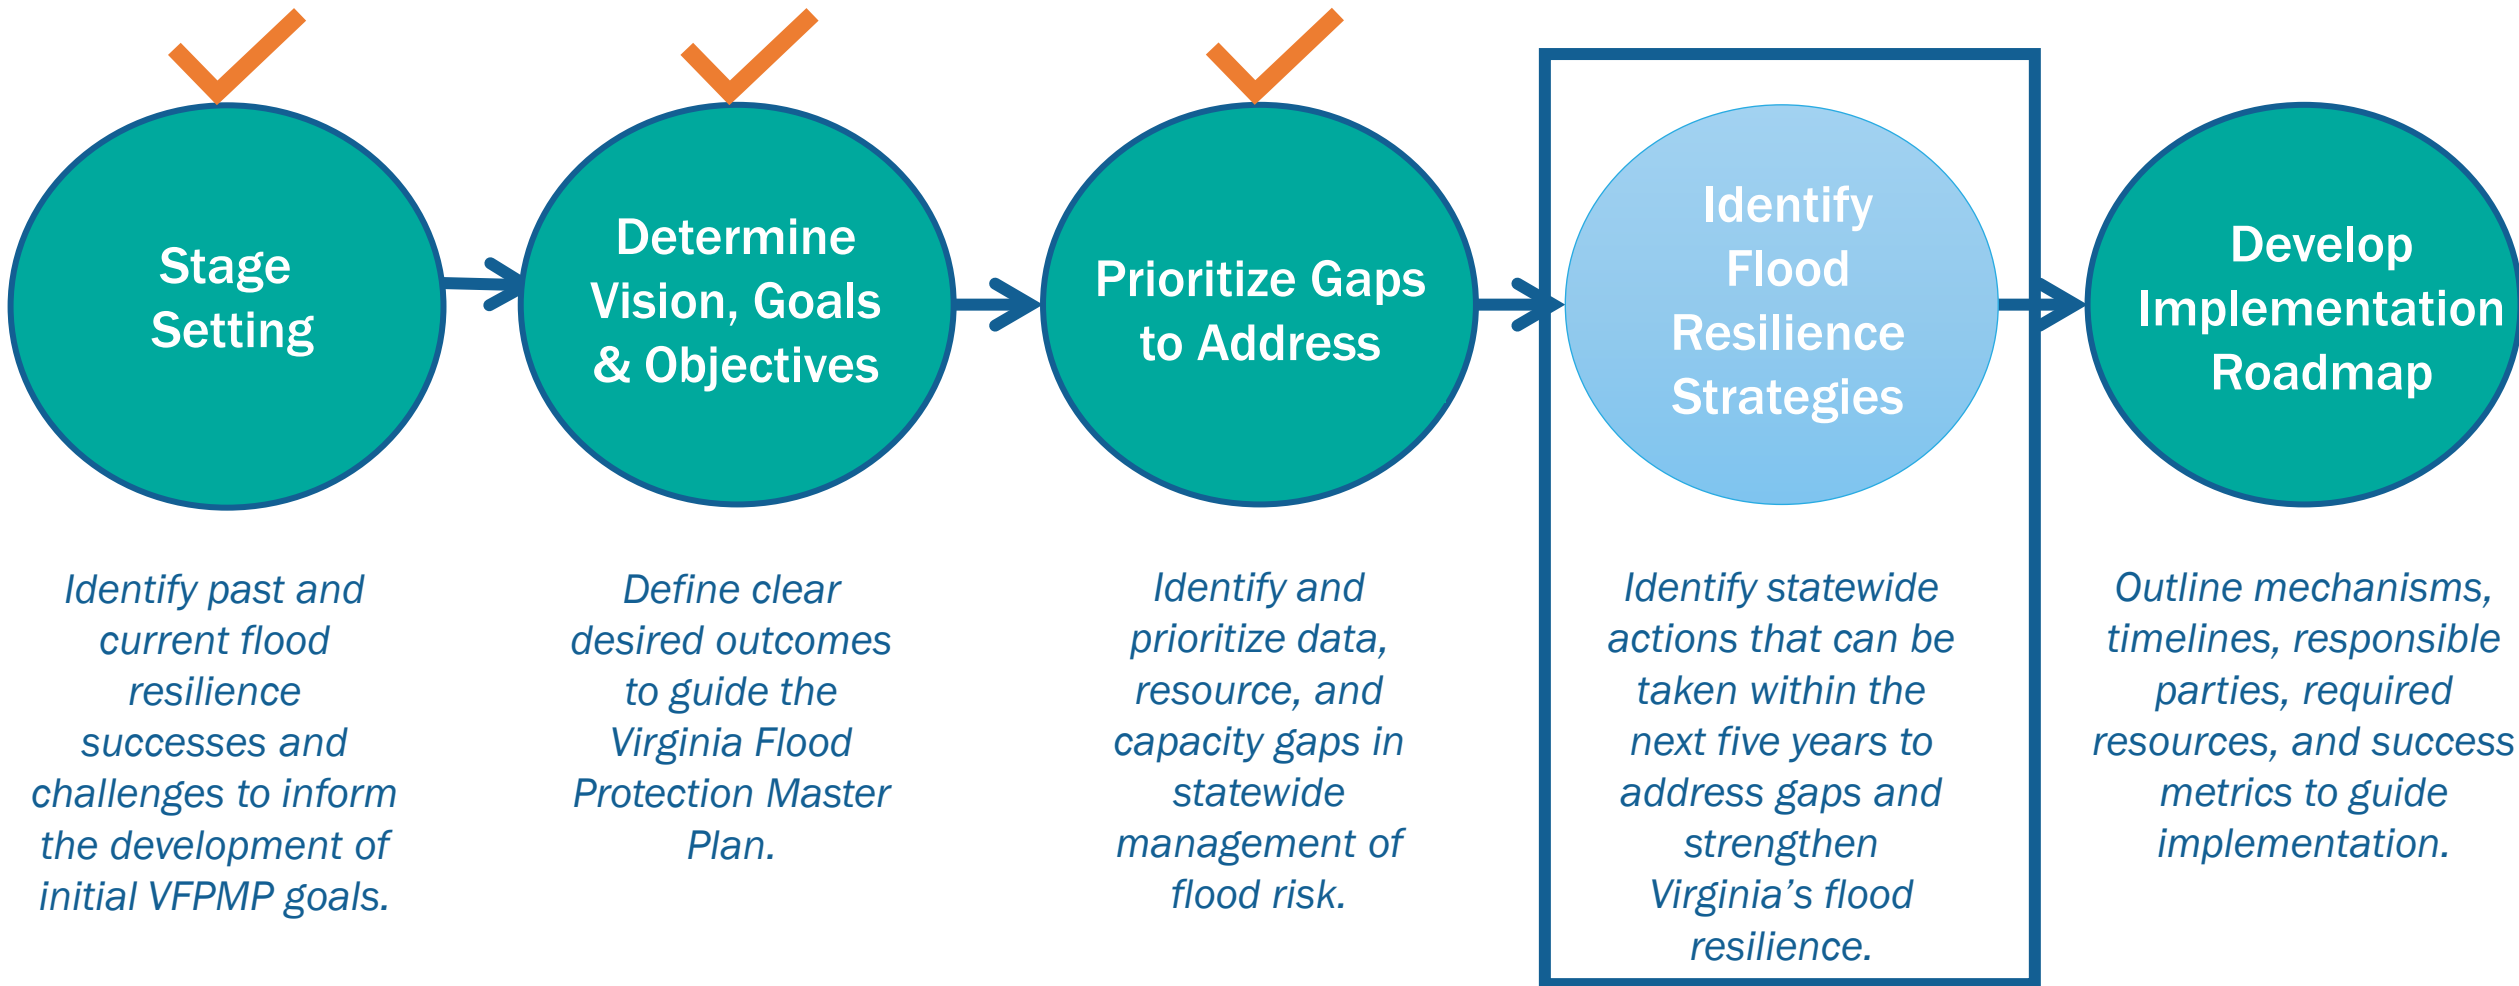 Stage
Setting
Determine
Vision, Goals
& Objectives
Prioritize Gaps
to Address
Identify
Flood
Resilience
Strategies
Develop
Implementation
Roadmap
Identify past and
current flood
resilience
successes and
challenges to inform
the development of
initial VFPMP goals.
Define clear
desired outcomes
to guide the
Virginia Flood
Protection Master
Plan.
Identify and
prioritize data,
resource, and
capacity gaps in
statewide
management of
flood risk.
Identify statewide
actions that can be
taken within the
next five years to
address gaps and
strengthen
Virginia’s flood
resilience.
Outline mechanisms,
timelines, responsible
parties, required
resources, and success
metrics to guide
implementation.